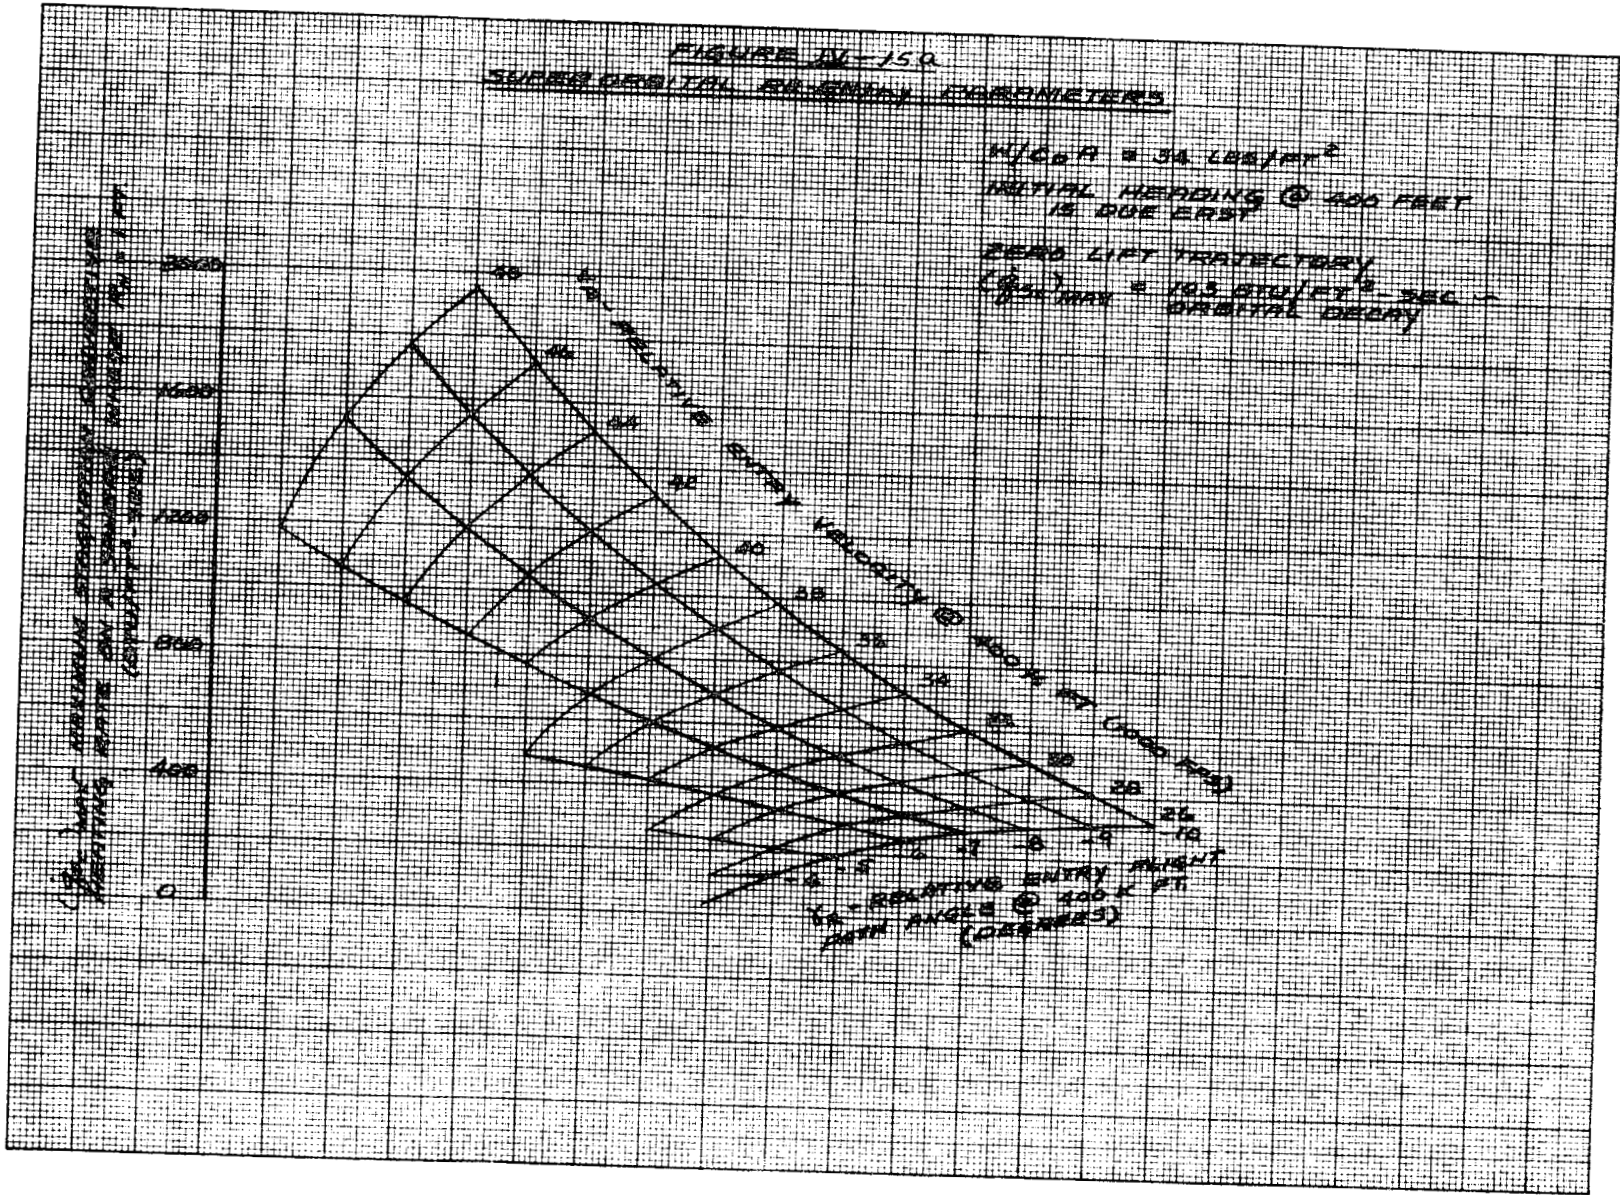 FIGURE IV-15a
SUPER ORBITAL RE-ENTRY PARAMETERS
W/CDA = 34 LBS/FT²
INITIAL HEADING @ 400 FEET
IS DUE EAST
ZERO LIFT TRAJECTORY
MAX = 103 BTU/FT²-SEC -
ORBITAL DECAY
MAX - MAXIMUM STAGNATION CONVECTIVE
HEATING RATE ON A SPHERE WHOSE RN = 1 FT
(BTU/FT²-SEC)
2000
1600
1200
800
400
0
VR - RELATIVE ENTRY VELOCITY @ 400 K FT (1000 FPS)
48
46
44
42
40
38
36
34
32
30
28
26
-4
-5
-6
-7
-8
-9
-10
γR - RELATIVE ENTRY FLIGHT
PATH ANGLE @ 400 K FT.
(DEGREES)